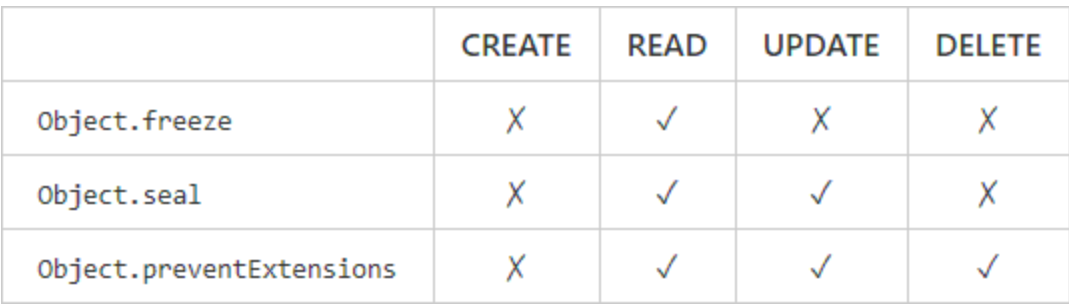 CREATE READ UPDATE DELETE
Object.freeze ✗ ✓ ✗ ✗
Object.seal ✗ ✓ ✓ ✗
Object.preventExtensions ✗ ✓ ✓ ✓